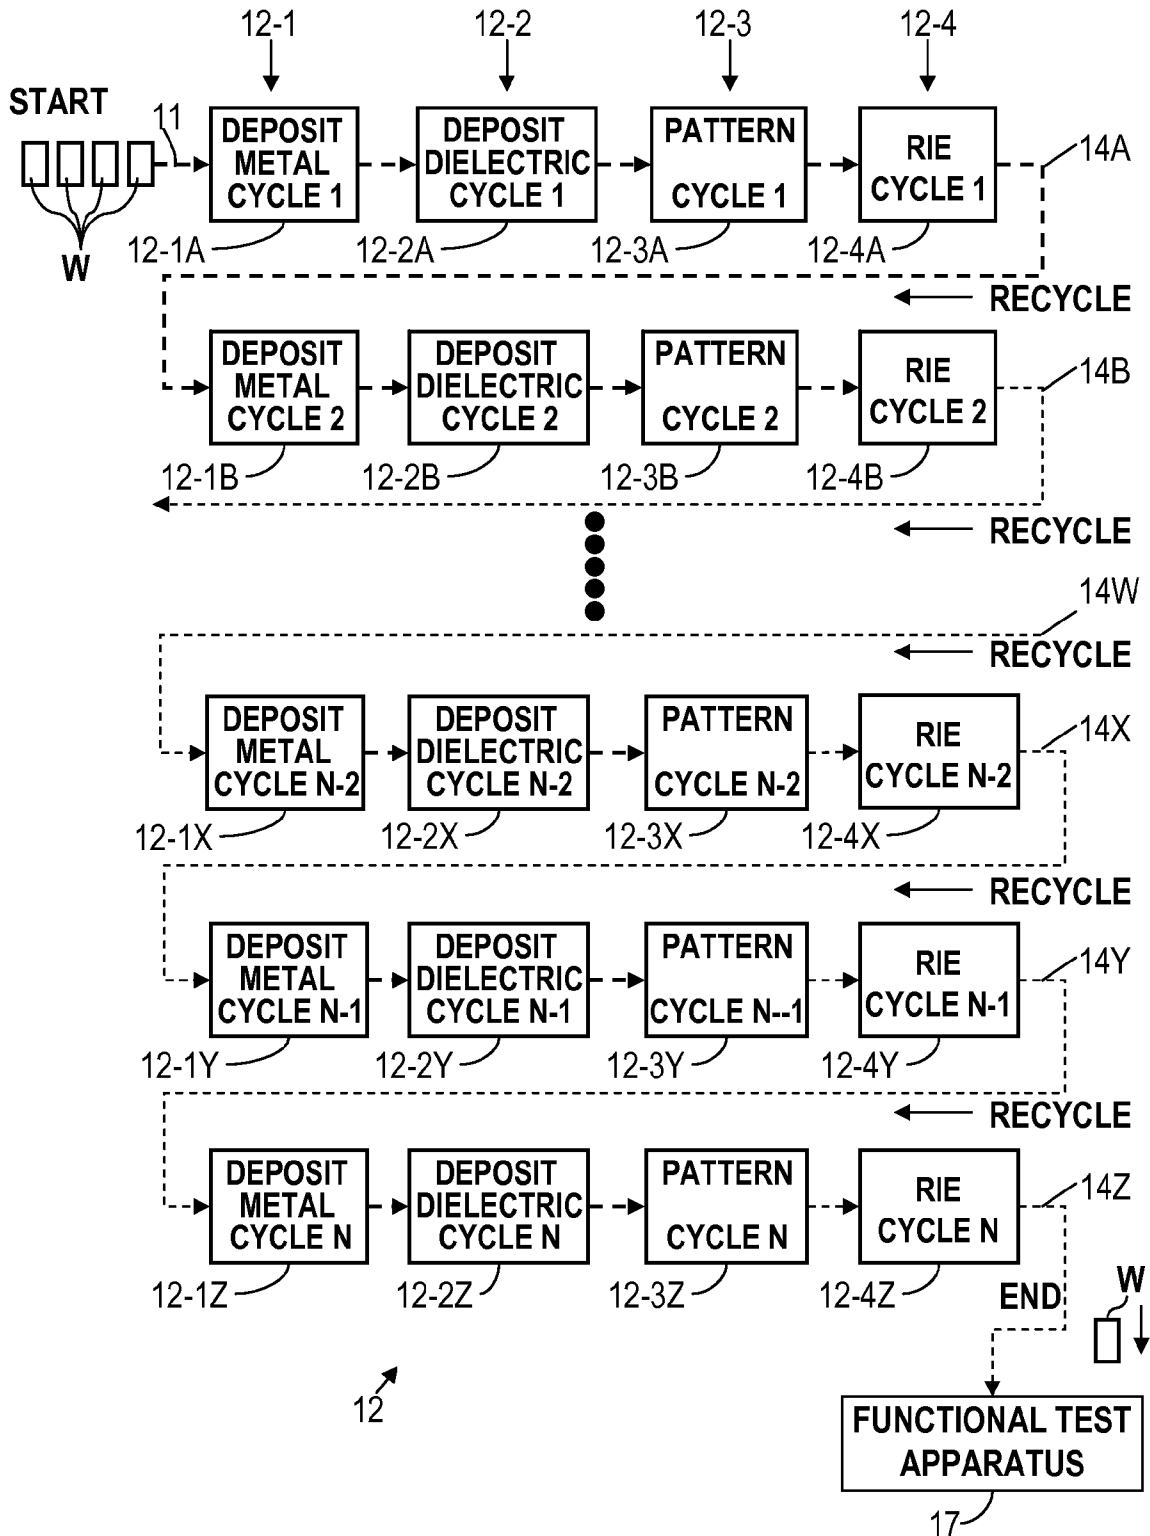 12-1
12-2
12-3
12-4
START
11
W
DEPOSIT
METAL
CYCLE 1
DEPOSIT
DIELECTRIC
CYCLE 1
PATTERN
CYCLE 1
RIE
CYCLE 1
14A
12-1A
12-2A
12-3A
12-4A
RECYCLE
DEPOSIT
METAL
CYCLE 2
DEPOSIT
DIELECTRIC
CYCLE 2
PATTERN
CYCLE 2
RIE
CYCLE 2
14B
12-1B
12-2B
12-3B
12-4B
RECYCLE
14W
RECYCLE
DEPOSIT
METAL
CYCLE N-2
DEPOSIT
DIELECTRIC
CYCLE N-2
PATTERN
CYCLE N-2
RIE
CYCLE N-2
14X
12-1X
12-2X
12-3X
12-4X
RECYCLE
DEPOSIT
METAL
CYCLE N-1
DEPOSIT
DIELECTRIC
CYCLE N-1
PATTERN
CYCLE N--1
RIE
CYCLE N-1
14Y
12-1Y
12-2Y
12-3Y
12-4Y
RECYCLE
DEPOSIT
METAL
CYCLE N
DEPOSIT
DIELECTRIC
CYCLE N
PATTERN
CYCLE N
RIE
CYCLE N
14Z
12-1Z
12-2Z
12-3Z
12-4Z
END
W
12
FUNCTIONAL TEST
APPARATUS
17